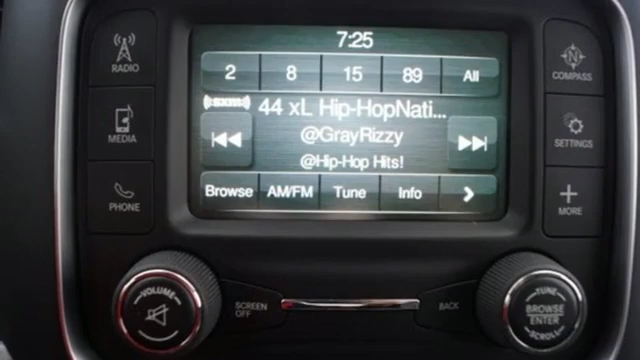 7:25
RADIO
2 8 15 89 All
COMPASS
((SXM)) 44 xL Hip-HopNati...
MEDIA
@GrayRizzy
SETTINGS
@Hip-Hop Hits!
PHONE
Browse AM/FM Tune Info >
+
MORE
VOLUME
SCREEN OFF
BACK
TUNE
BROWSE
ENTER
SCROLL